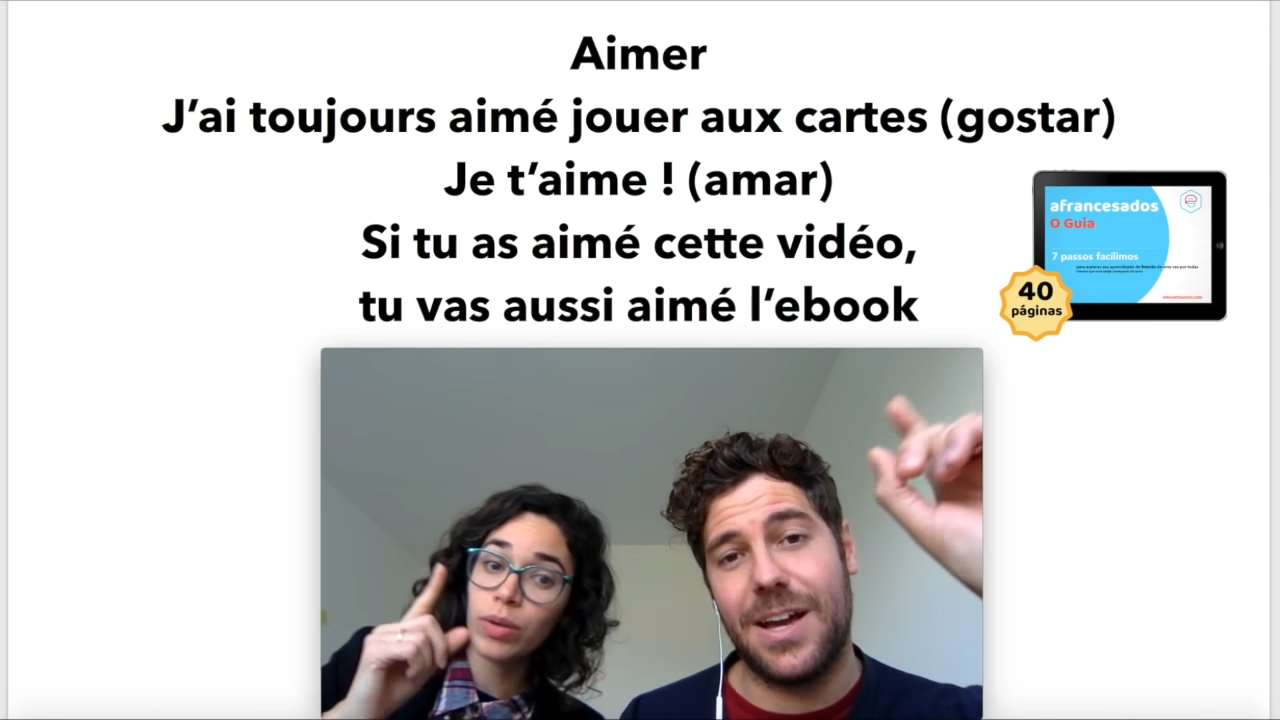 Aimer
J’ai toujours aimé jouer aux cartes (gostar)
Je t’aime ! (amar)
Si tu as aimé cette vidéo,
tu vas aussi aimé l’ebook
afrancesados
O Guia
7 passos facílimos
40
páginas